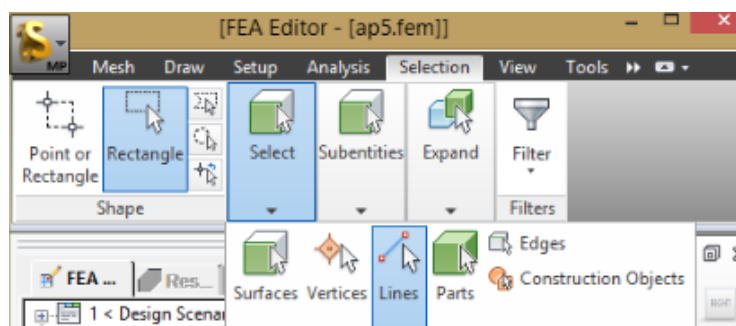 [FEA Editor - [ap5.fem]]
MP
Mesh Draw Setup Analysis Selection View Tools
Point or Rectangle
Rectangle
Select
Subentities
Expand
Filter
Shape
Filters
Surfaces Vertices Lines Parts
Edges
Construction Objects
FEA ...
Res...
1 < Design Scenar